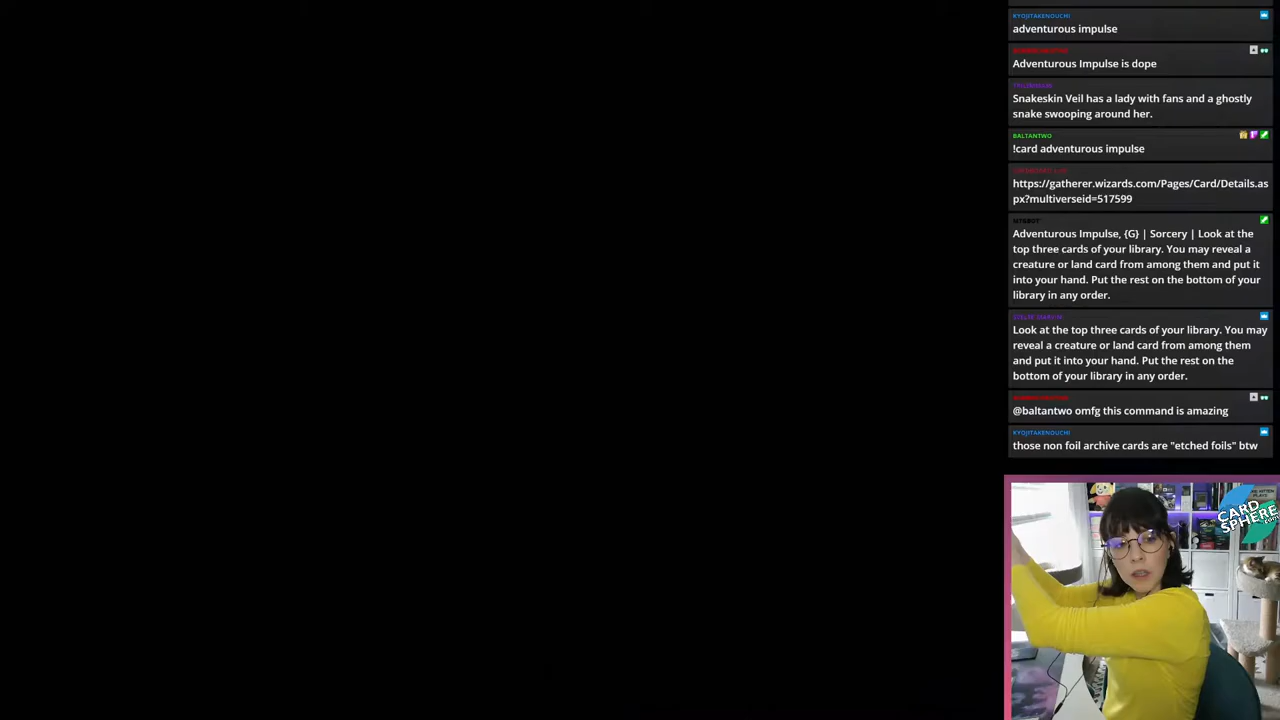 KYOJITAKENOUCHI
adventurous impulse
Adventurous Impulse is dope
Snakeskin Veil has a lady with fans and a ghostly
snake swooping around her.
BALTANTWO
!card adventurous impulse
https://gatherer.wizards.com/Pages/Card/Details.as
px?multiverseid=517599
Adventurous Impulse, {G} | Sorcery | Look at the
top three cards of your library. You may reveal a
creature or land card from among them and put it
into your hand. Put the rest on the bottom of your
library in any order.
Look at the top three cards of your library. You may
reveal a creature or land card from among them
and put it into your hand. Put the rest on the
bottom of your library in any order.
@baltantwo omfg this command is amazing
KYOJITAKENOUCHI
those non foil archive cards are "etched foils" btw
CARD
SPHERE
.com